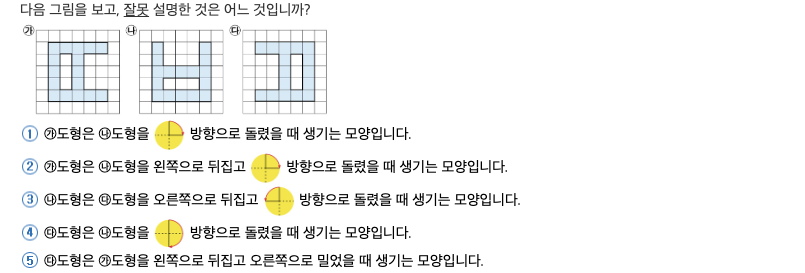 다음 그림을 보고, 잘못 설명한 것은 어느 것입니까?
㉮ ㉯ ㉰
① ㉮도형은 ㉯도형을 방향으로 돌렸을 때 생기는 모양입니다.
② ㉮도형은 ㉯도형을 왼쪽으로 뒤집고 방향으로 돌렸을 때 생기는 모양입니다.
③ ㉯도형은 ㉰도형을 오른쪽으로 뒤집고 방향으로 돌렸을 때 생기는 모양입니다.
④ ㉰도형은 ㉯도형을 방향으로 돌렸을 때 생기는 모양입니다.
⑤ ㉰도형은 ㉮도형을 왼쪽으로 뒤집고 오른쪽으로 밀었을 때 생기는 모양입니다.